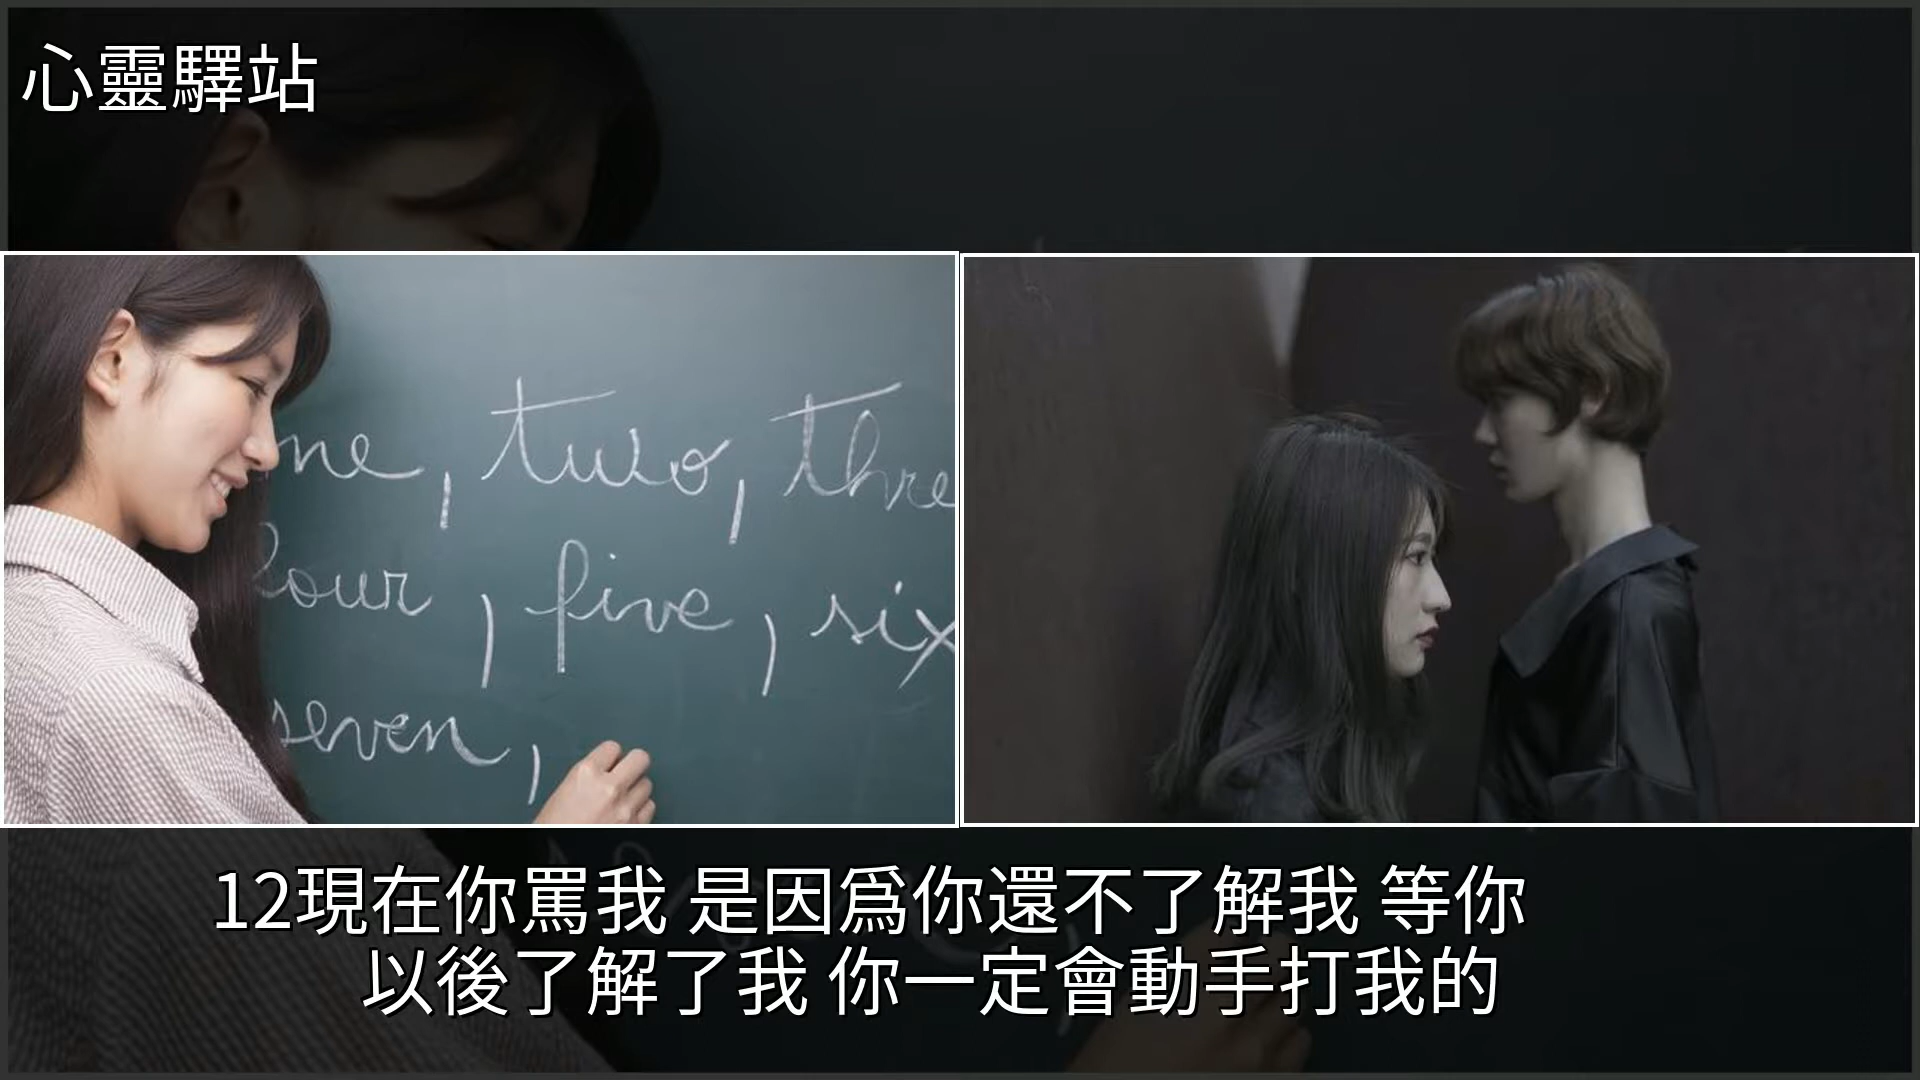 心靈驛站
ne, two, thre
four, five, six
seven,
12現在你罵我 是因爲你還不了解我 等你
以後了解了我 你一定會動手打我的